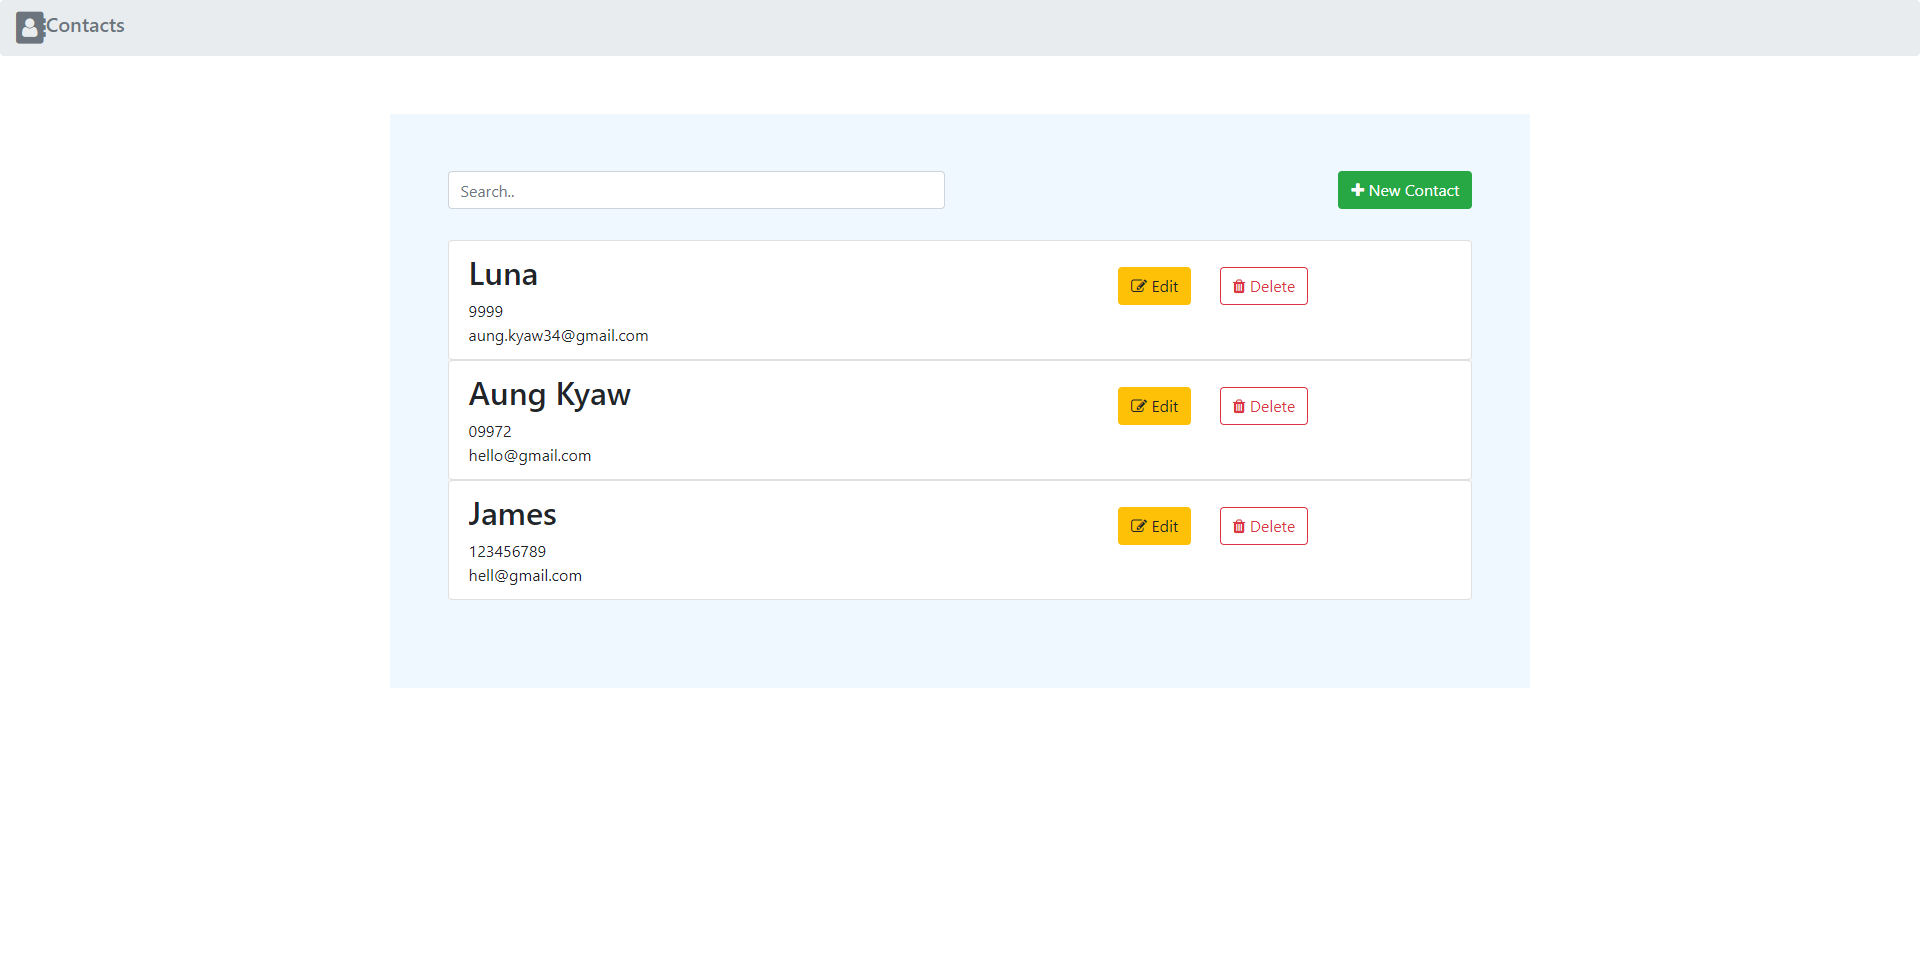 Contacts
Search..
New Contact
Luna
Edit
Delete
9999
aung.kyaw34@gmail.com
Aung Kyaw
Edit
Delete
09972
hello@gmail.com
James
Edit
Delete
123456789
hell@gmail.com